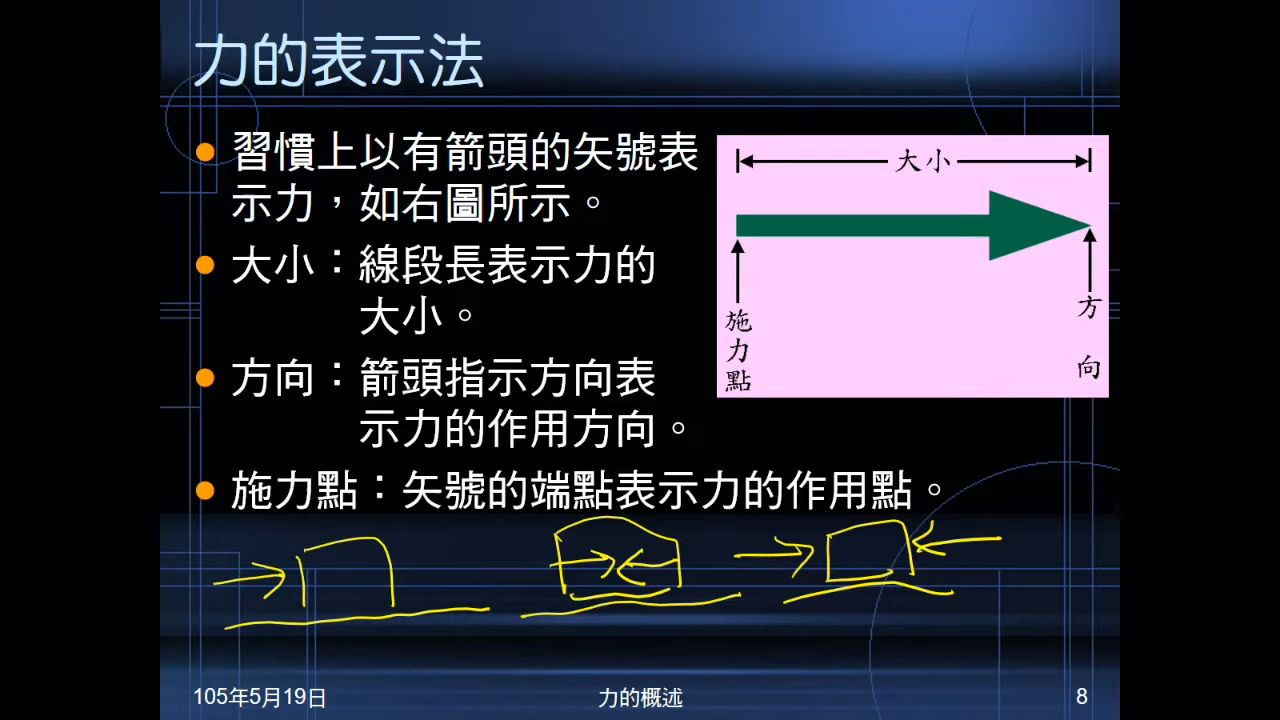 力的表示法
習慣上以有箭頭的矢號表
示力，如右圖所示。
大小：線段長表示力的
大小。
方向：箭頭指示方向表
示力的作用方向。
施力點：矢號的端點表示力的作用點。
大小
施力點
方向
105年5月19日
力的概述
8